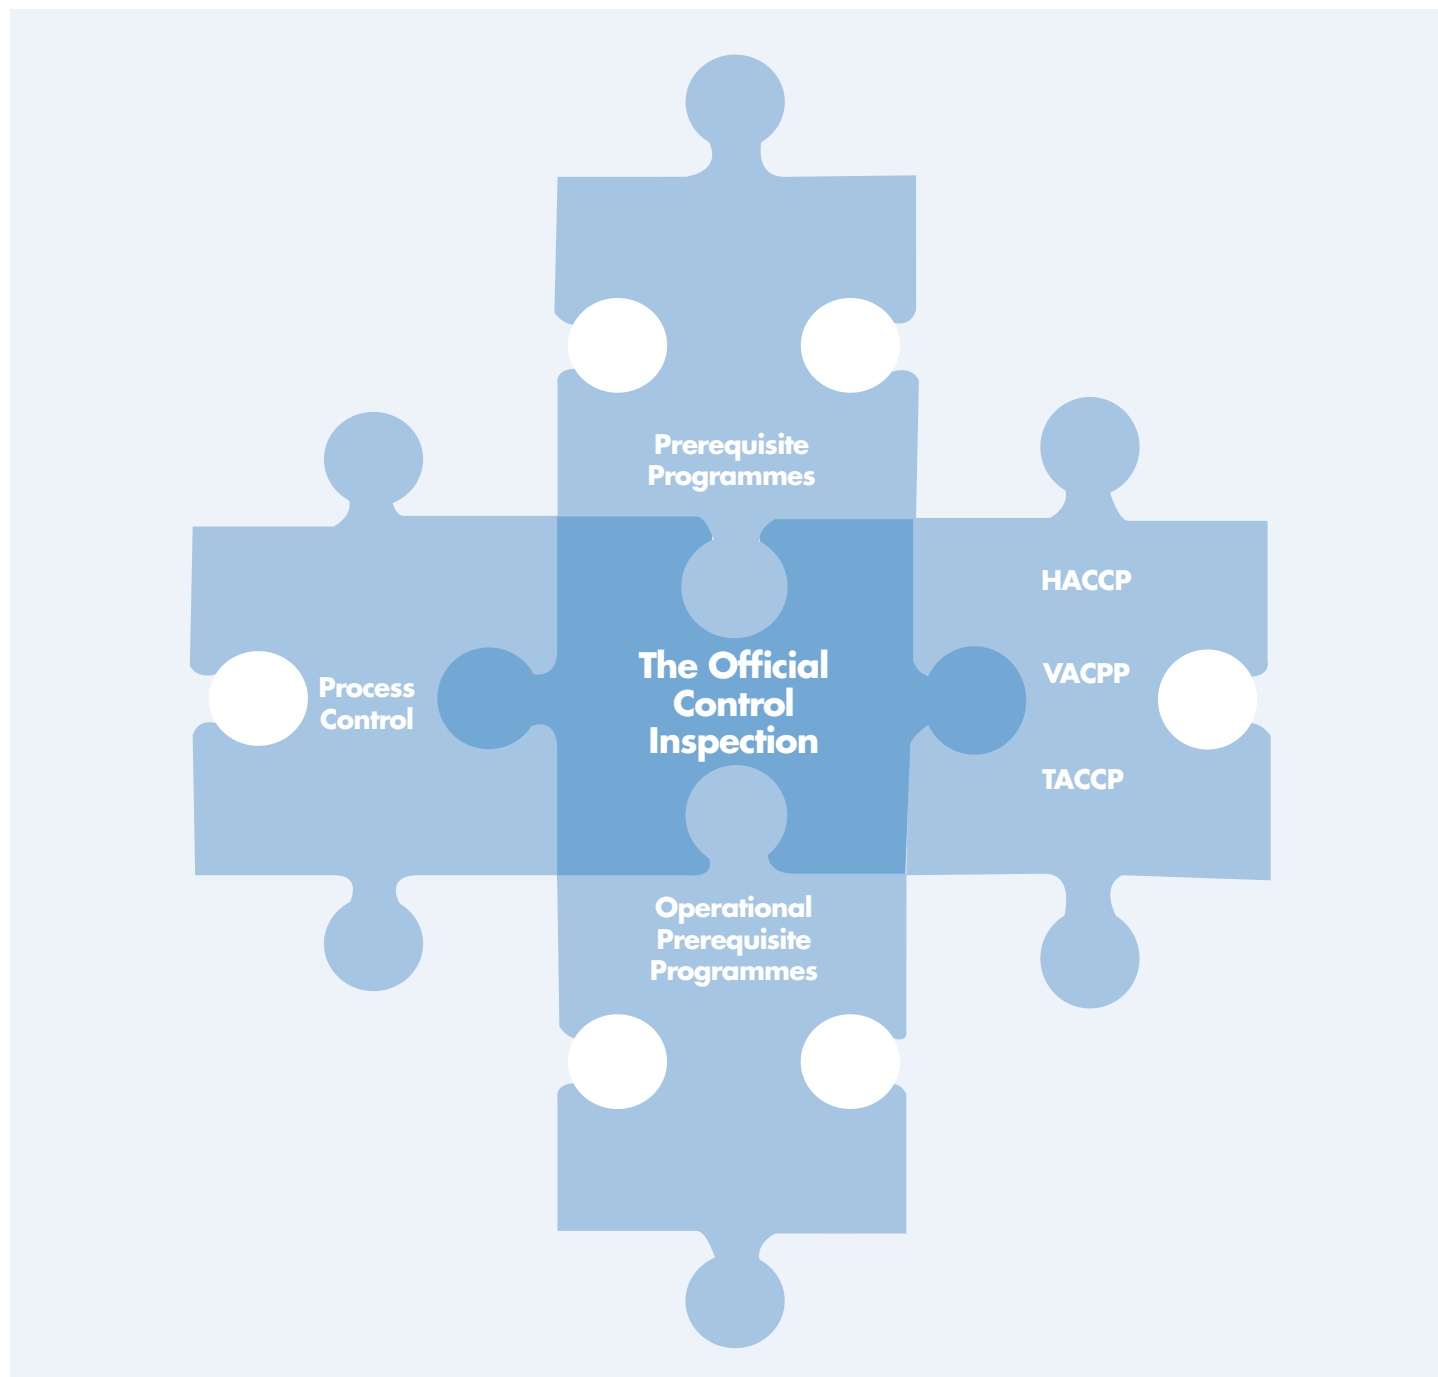 Prerequisite
Programmes
HACCP
Process
Control
The Official
Control
Inspection
VACPP
TACCP
Operational
Prerequisite
Programmes